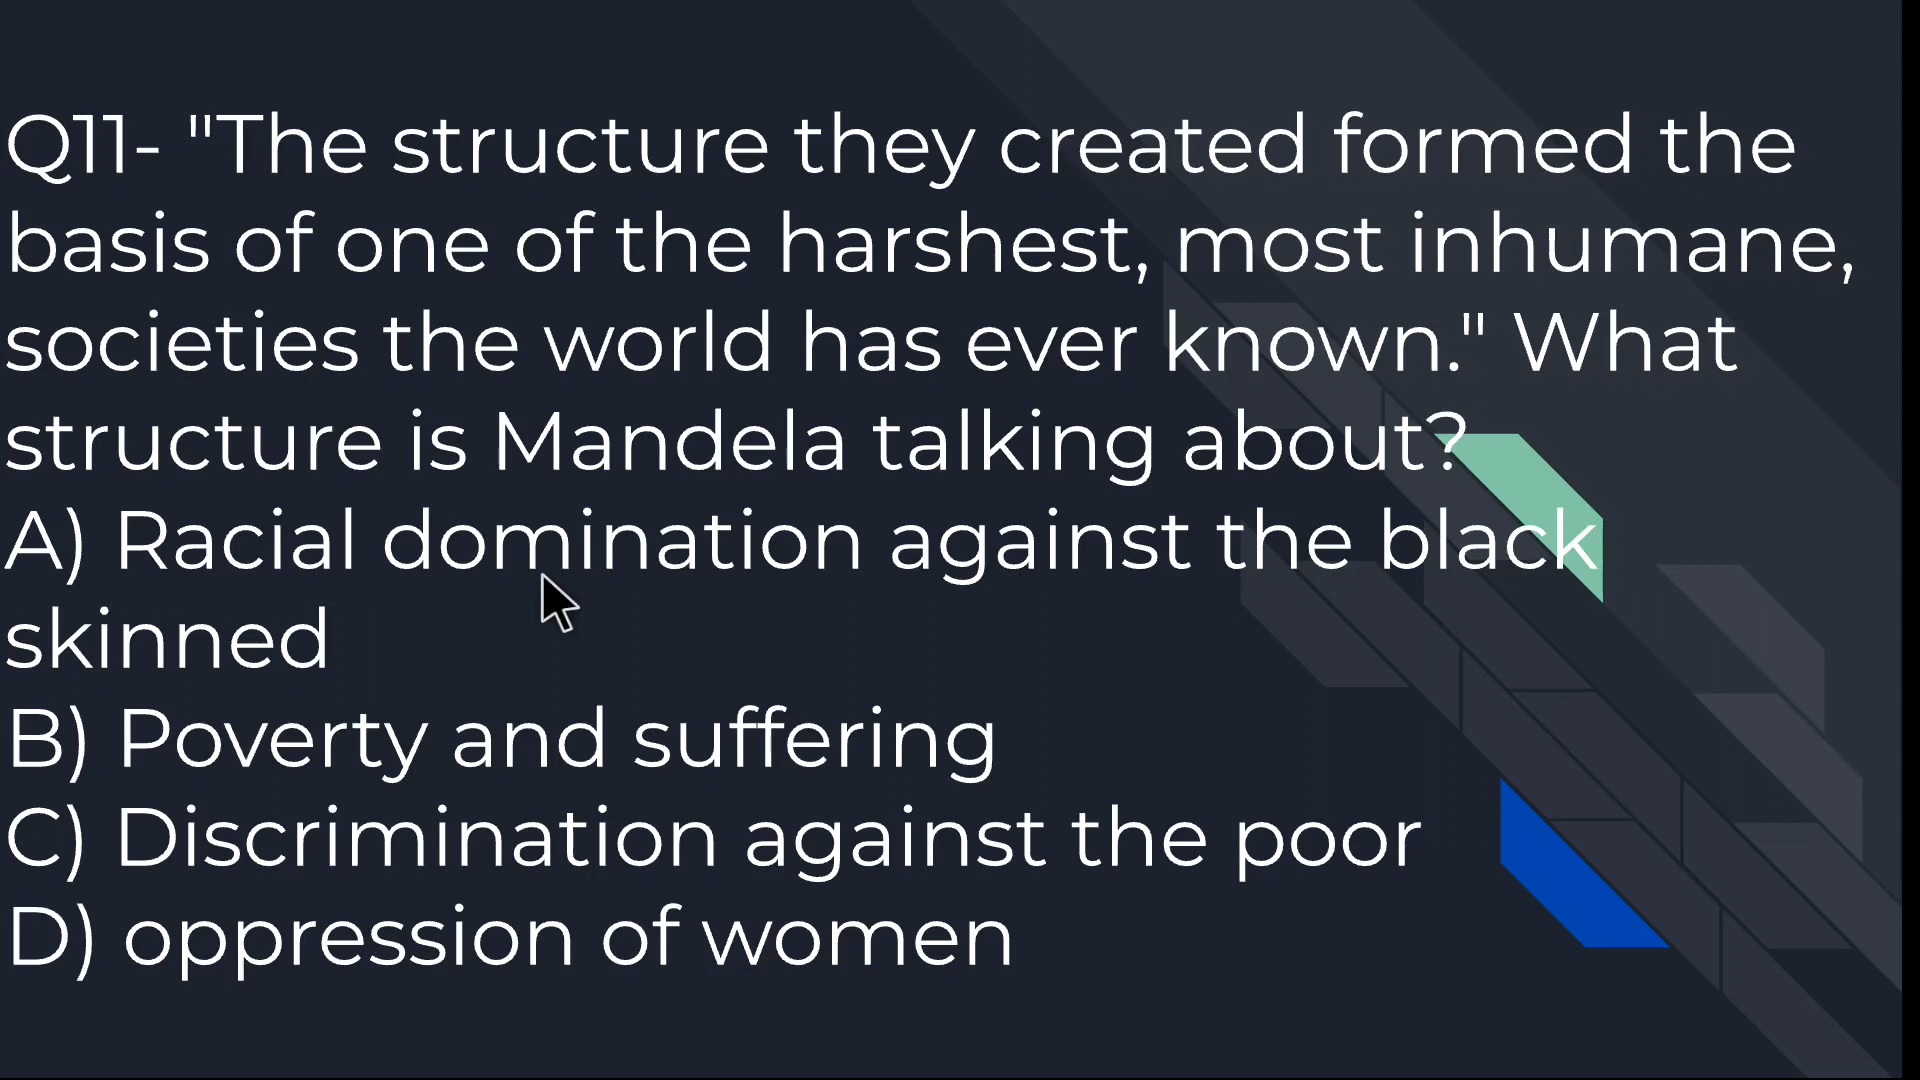 Q11- "The structure they created formed the
basis of one of the harshest, most inhumane,
societies the world has ever known." What
structure is Mandela talking about?
A) Racial domination against the black
skinned
B) Poverty and suffering
C) Discrimination against the poor
D) oppression of women